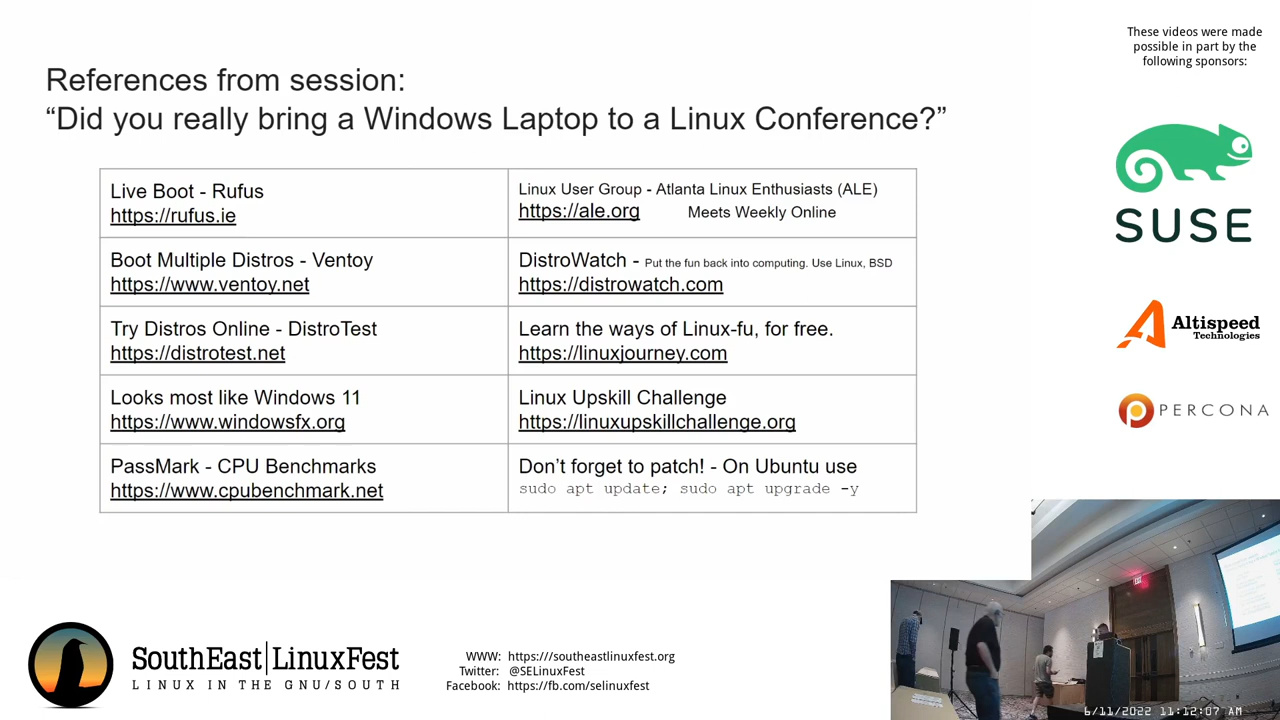 References from session:
“Did you really bring a Windows Laptop to a Linux Conference?”
Live Boot - Rufus
https://rufus.ie
Linux User Group - Atlanta Linux Enthusiasts (ALE)
https://ale.org Meets Weekly Online
Boot Multiple Distros - Ventoy
https://www.ventoy.net
DistroWatch - Put the fun back into computing. Use Linux, BSD
https://distrowatch.com
Try Distros Online - DistroTest
https://distrotest.net
Learn the ways of Linux-fu, for free.
https://linuxjourney.com
Looks most like Windows 11
https://www.windowsfx.org
Linux Upskill Challenge
https://linuxupskillchallenge.org
PassMark - CPU Benchmarks
https://www.cpubenchmark.net
Don’t forget to patch! - On Ubuntu use
sudo apt update; sudo apt upgrade -y
These videos were made
possible in part by the
following sponsors:
SUSE
Altispeed
Technologies
PERCONA
SouthEast|LinuxFest
LINUX IN THE GNU/SOUTH
WWW: https://southeastlinuxfest.org
Twitter: @SELinuxFest
Facebook: https://fb.com/selinuxfest
6/11/2022 11:12:07 AM